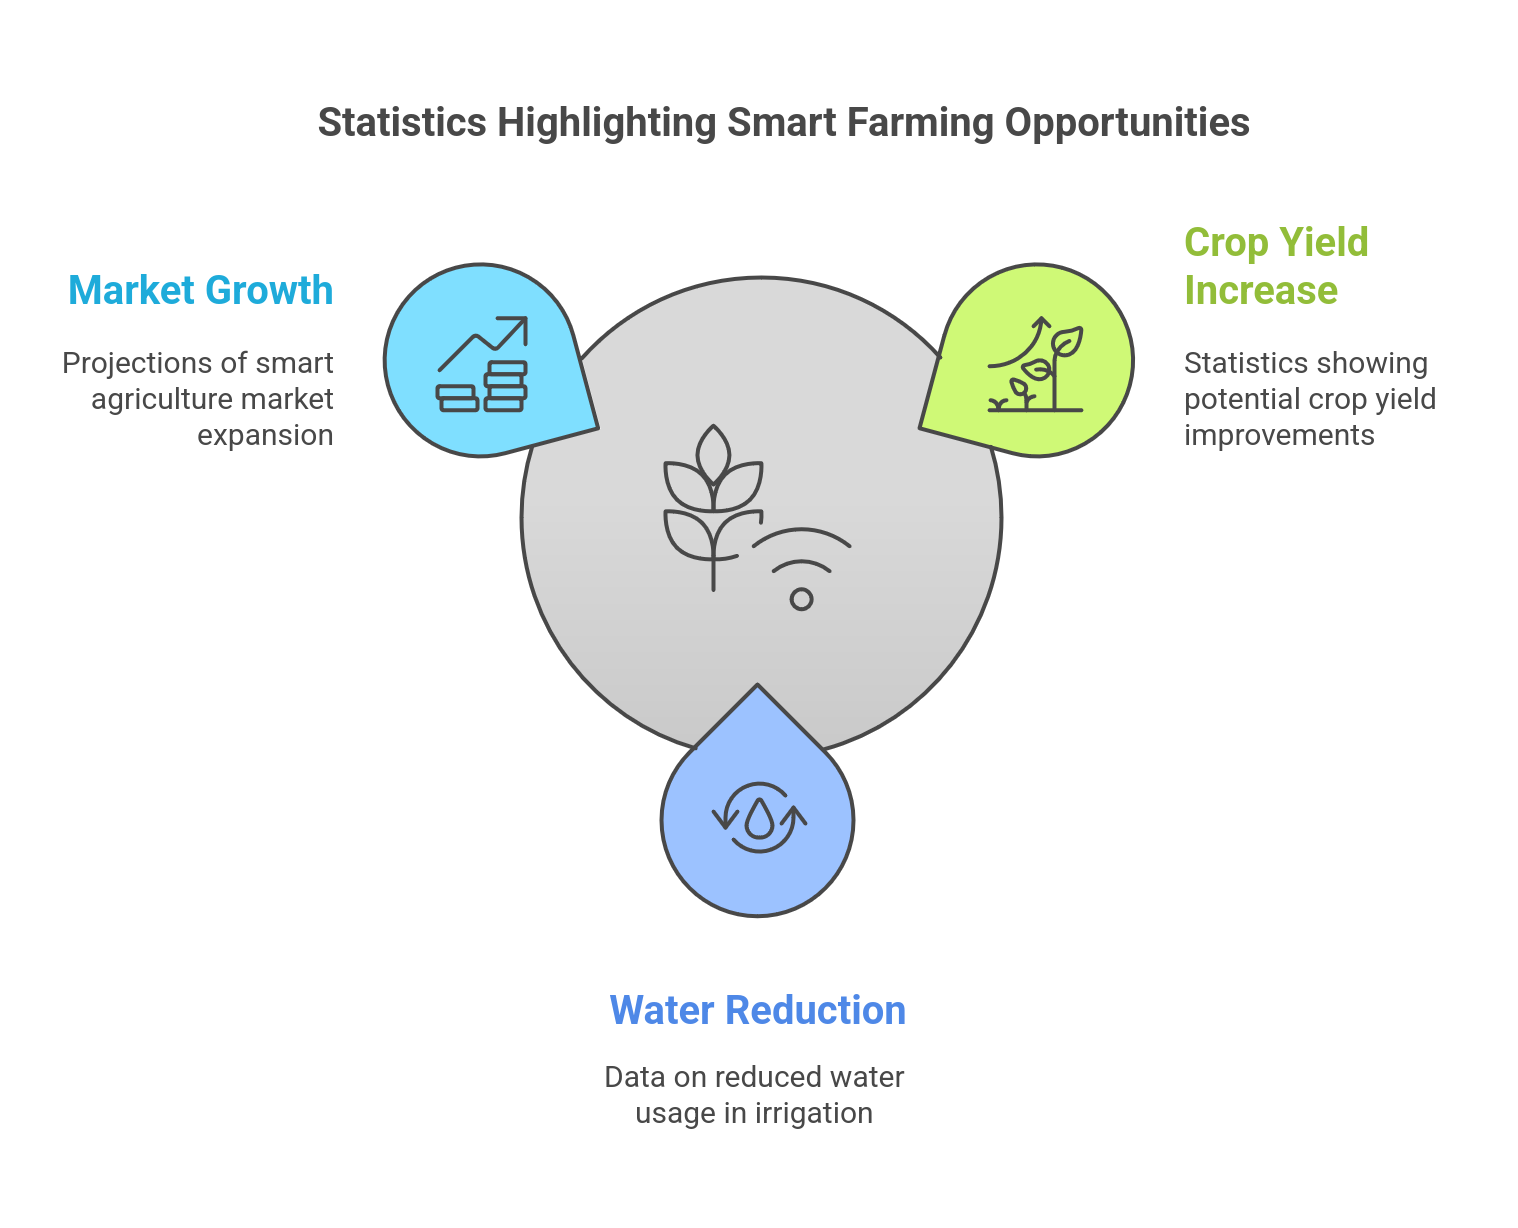 Statistics Highlighting Smart Farming Opportunities
Market Growth
Projections of smart
agriculture market
expansion
Crop Yield
Increase
Statistics showing
potential crop yield
improvements
Water Reduction
Data on reduced water
usage in irrigation